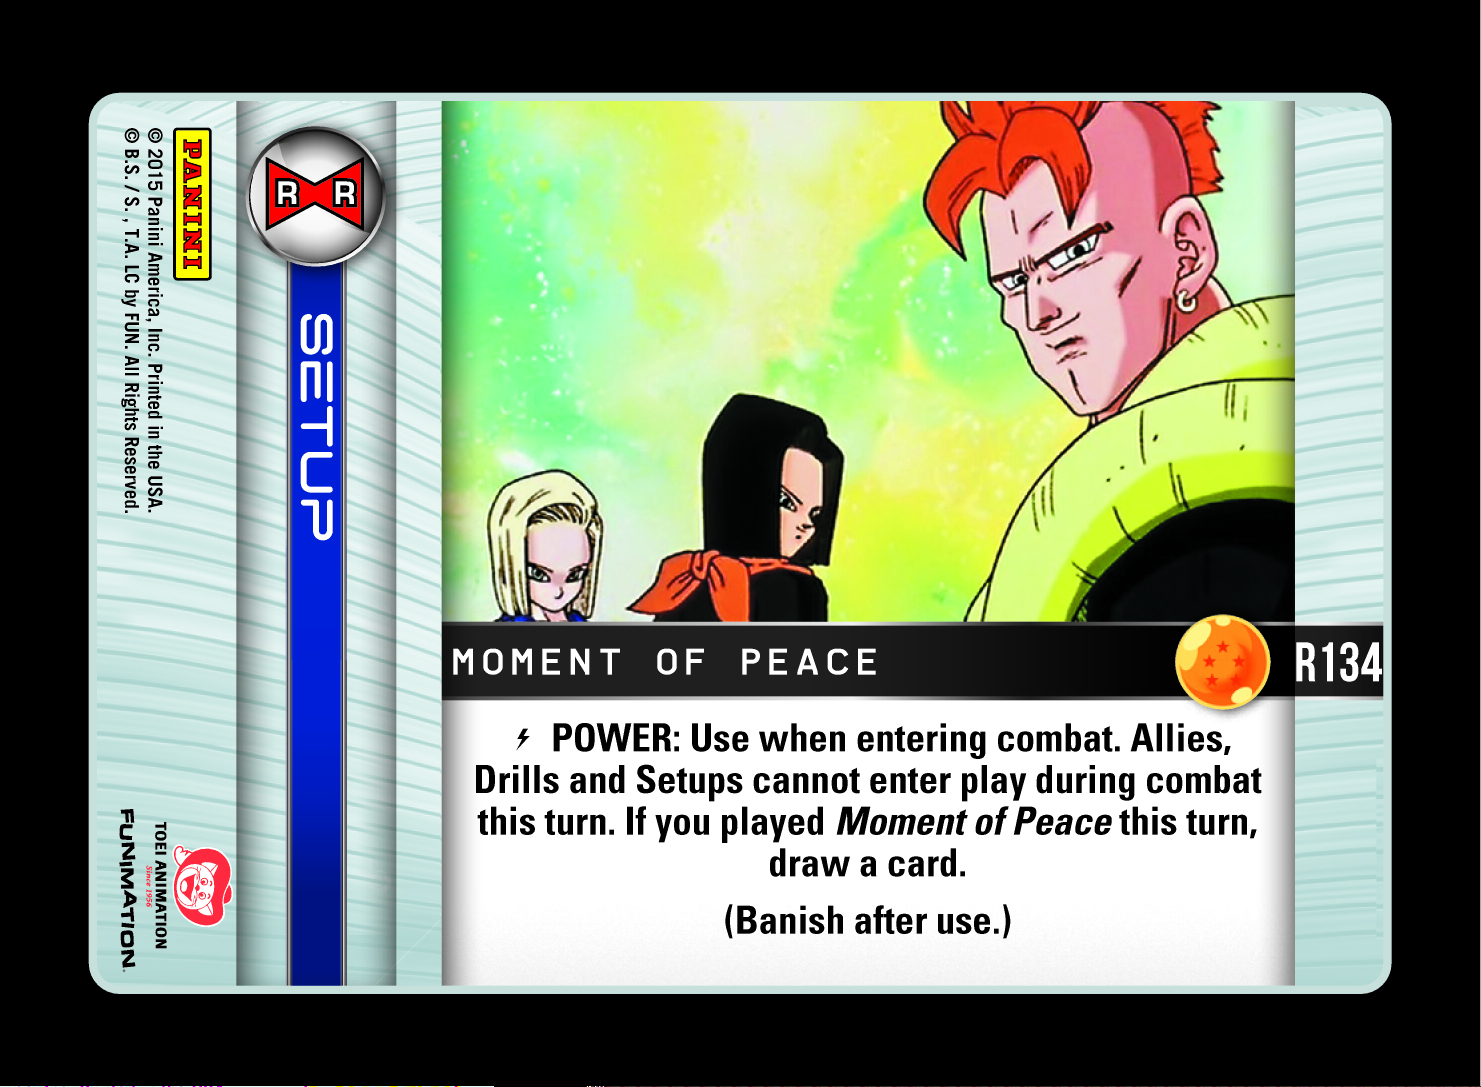 PANINI
© 2015 Panini America, Inc. Printed in the USA.
© B.S. / S. , T.A. LC by FUN. All Rights Reserved.
TOEI ANIMATION
Since 1956
FUNIMATION
R R
SETUP
MOMENT OF PEACE
R134
POWER: Use when entering combat. Allies,
Drills and Setups cannot enter play during combat
this turn. If you played Moment of Peace this turn,
draw a card.
(Banish after use.)